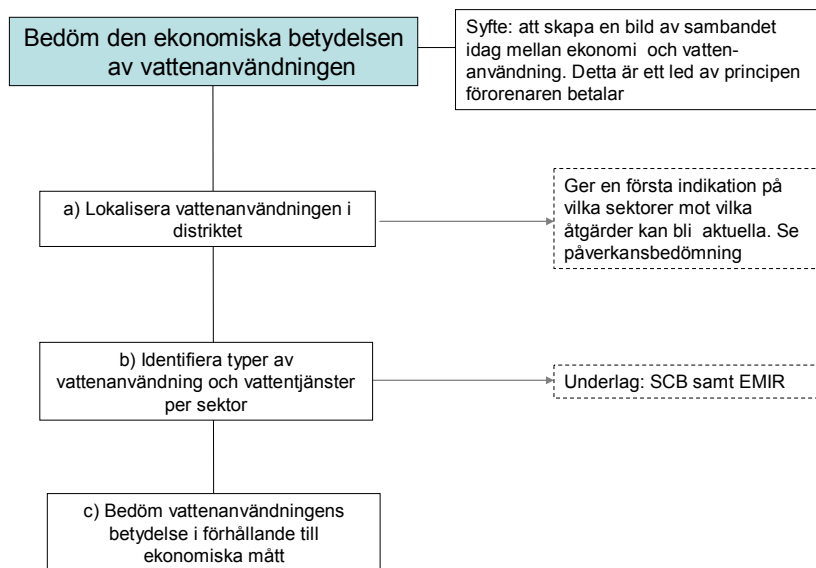 Bedöm den ekonomiska betydelsen
av vattenanvändningen
Syfte: att skapa en bild av sambandet
idag mellan ekonomi och vatten-
användning. Detta är ett led av principen
förorenaren betalar
a) Lokalisera vattenanvändningen i
distriktet
Ger en första indikation på
vilka sektorer mot vilka
åtgärder kan bli aktuella. Se
påverkansbedömning
b) Identifiera typer av
vattenanvändning och vattentjänster
per sektor
Underlag: SCB samt EMIR
c) Bedöm vattenanvändningens
betydelse i förhållande till
ekonomiska mått